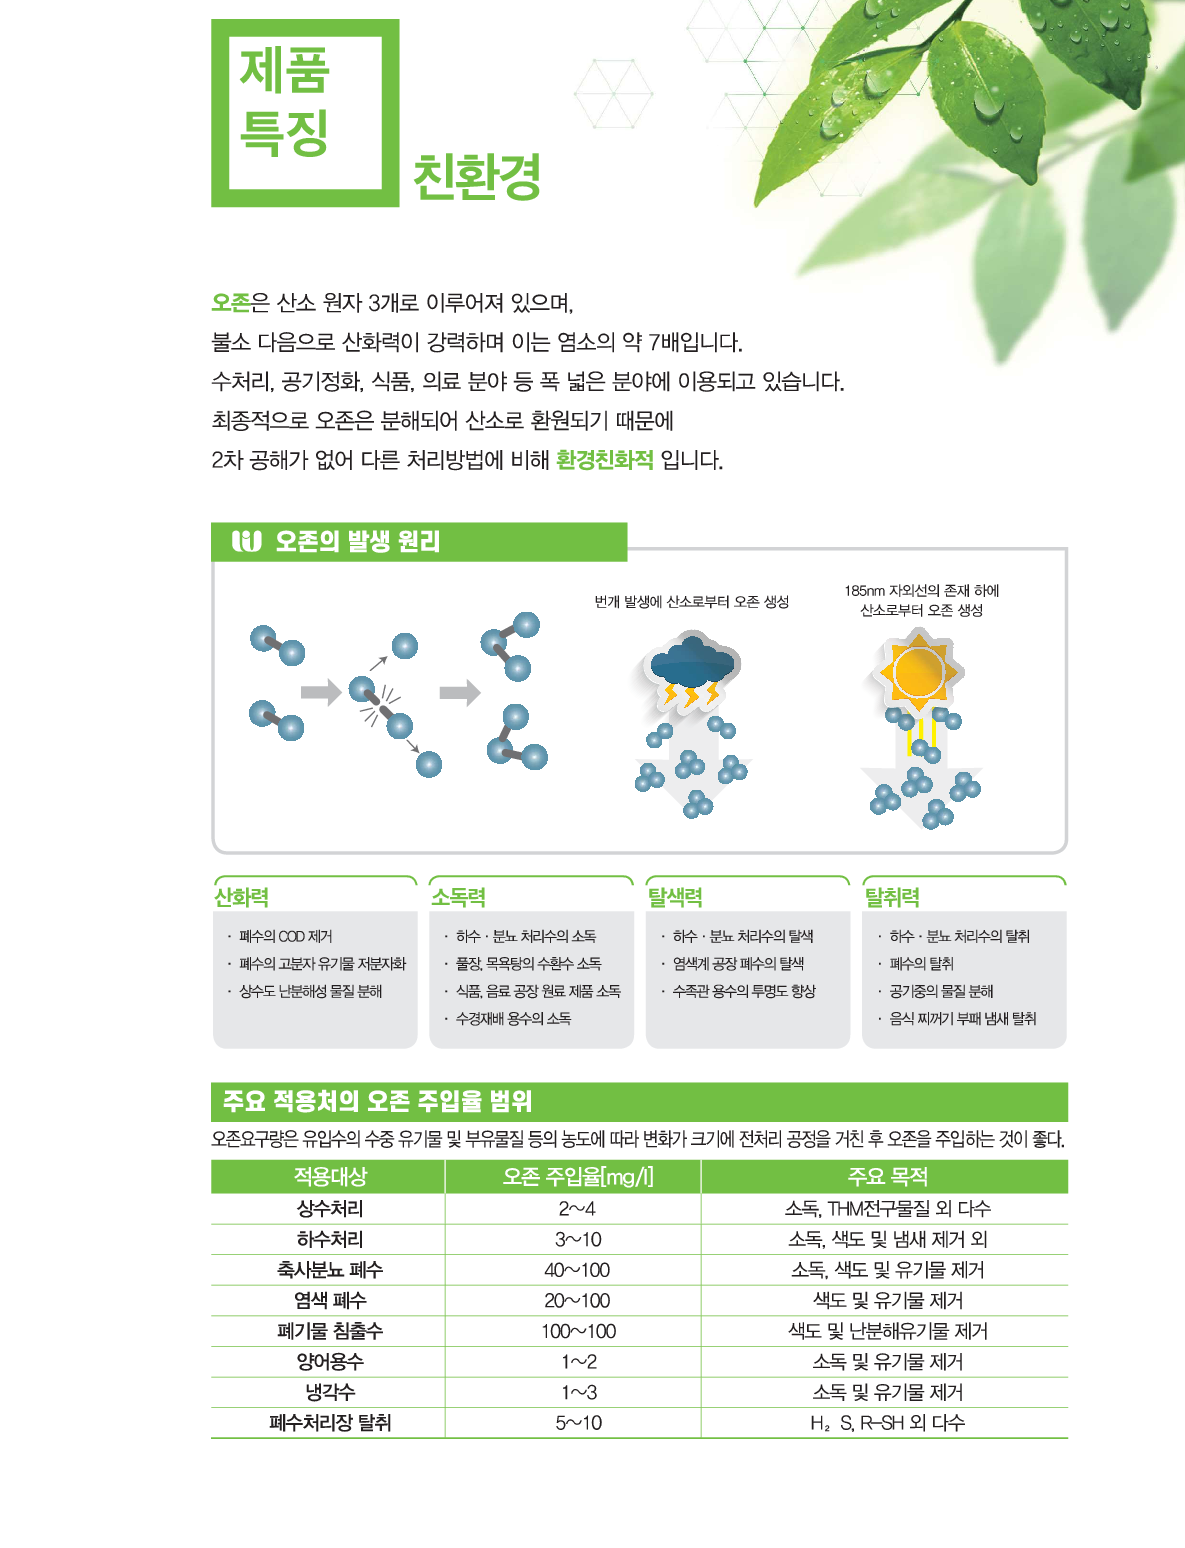 제품
특징
친환경
오존은 산소 원자 3개로 이루어져 있으며,
불소 다음으로 산화력이 강력하며 이는 염소의 약 7배입니다.
수처리, 공기정화, 식품, 의료 분야 등 폭 넓은 분야에 이용되고 있습니다.
최종적으로 오존은 분해되어 산소로 환원되기 때문에
2차 공해가 없어 다른 처리방법에 비해 환경친화적 입니다.
오존의 발생 원리
번개 발생에 산소로부터 오존 생성
185nm 자외선의 존재 하에
산소로부터 오존 생성
산화력
· 폐수의 COD 제거
· 폐수의 고분자 유기물 저분자화
· 상수도 난분해성 물질 분해
소독력
· 하수 · 분뇨 처리수의 소독
· 풀장, 목욕탕의 수환수 소독
· 식품, 음료 공장 원료 제품 소독
· 수경재배 용수의 소독
탈색력
· 하수 · 분뇨 처리수의 탈색
· 염색계 공장 폐수의 탈색
· 수족관 용수의 투명도 향상
탈취력
· 하수 · 분뇨 처리수의 탈취
· 폐수의 탈취
· 공기중의 물질 분해
· 음식 찌꺼기 부패 냄새 탈취
주요 적용처의 오존 주입율 범위
오존요구량은 유입수의 수중 유기물 및 부유물질 등의 농도에 따라 변화가 크기에 전처리 공정을 거친 후 오존을 주입하는 것이 좋다.
적용대상 오존 주입율[mg/l] 주요 목적
상수처리 2~4 소독, THM전구물질 외 다수
하수처리 3~10 소독, 색도 및 냄새 제거 외
축사분뇨 폐수 40~100 소독, 색도 및 유기물 제거
염색 폐수 20~100 색도 및 유기물 제거
폐기물 침출수 100~100 색도 및 난분해유기물 제거
양어용수 1~2 소독 및 유기물 제거
냉각수 1~3 소독 및 유기물 제거
폐수처리장 탈취 5~10 H₂ S, R-SH 외 다수